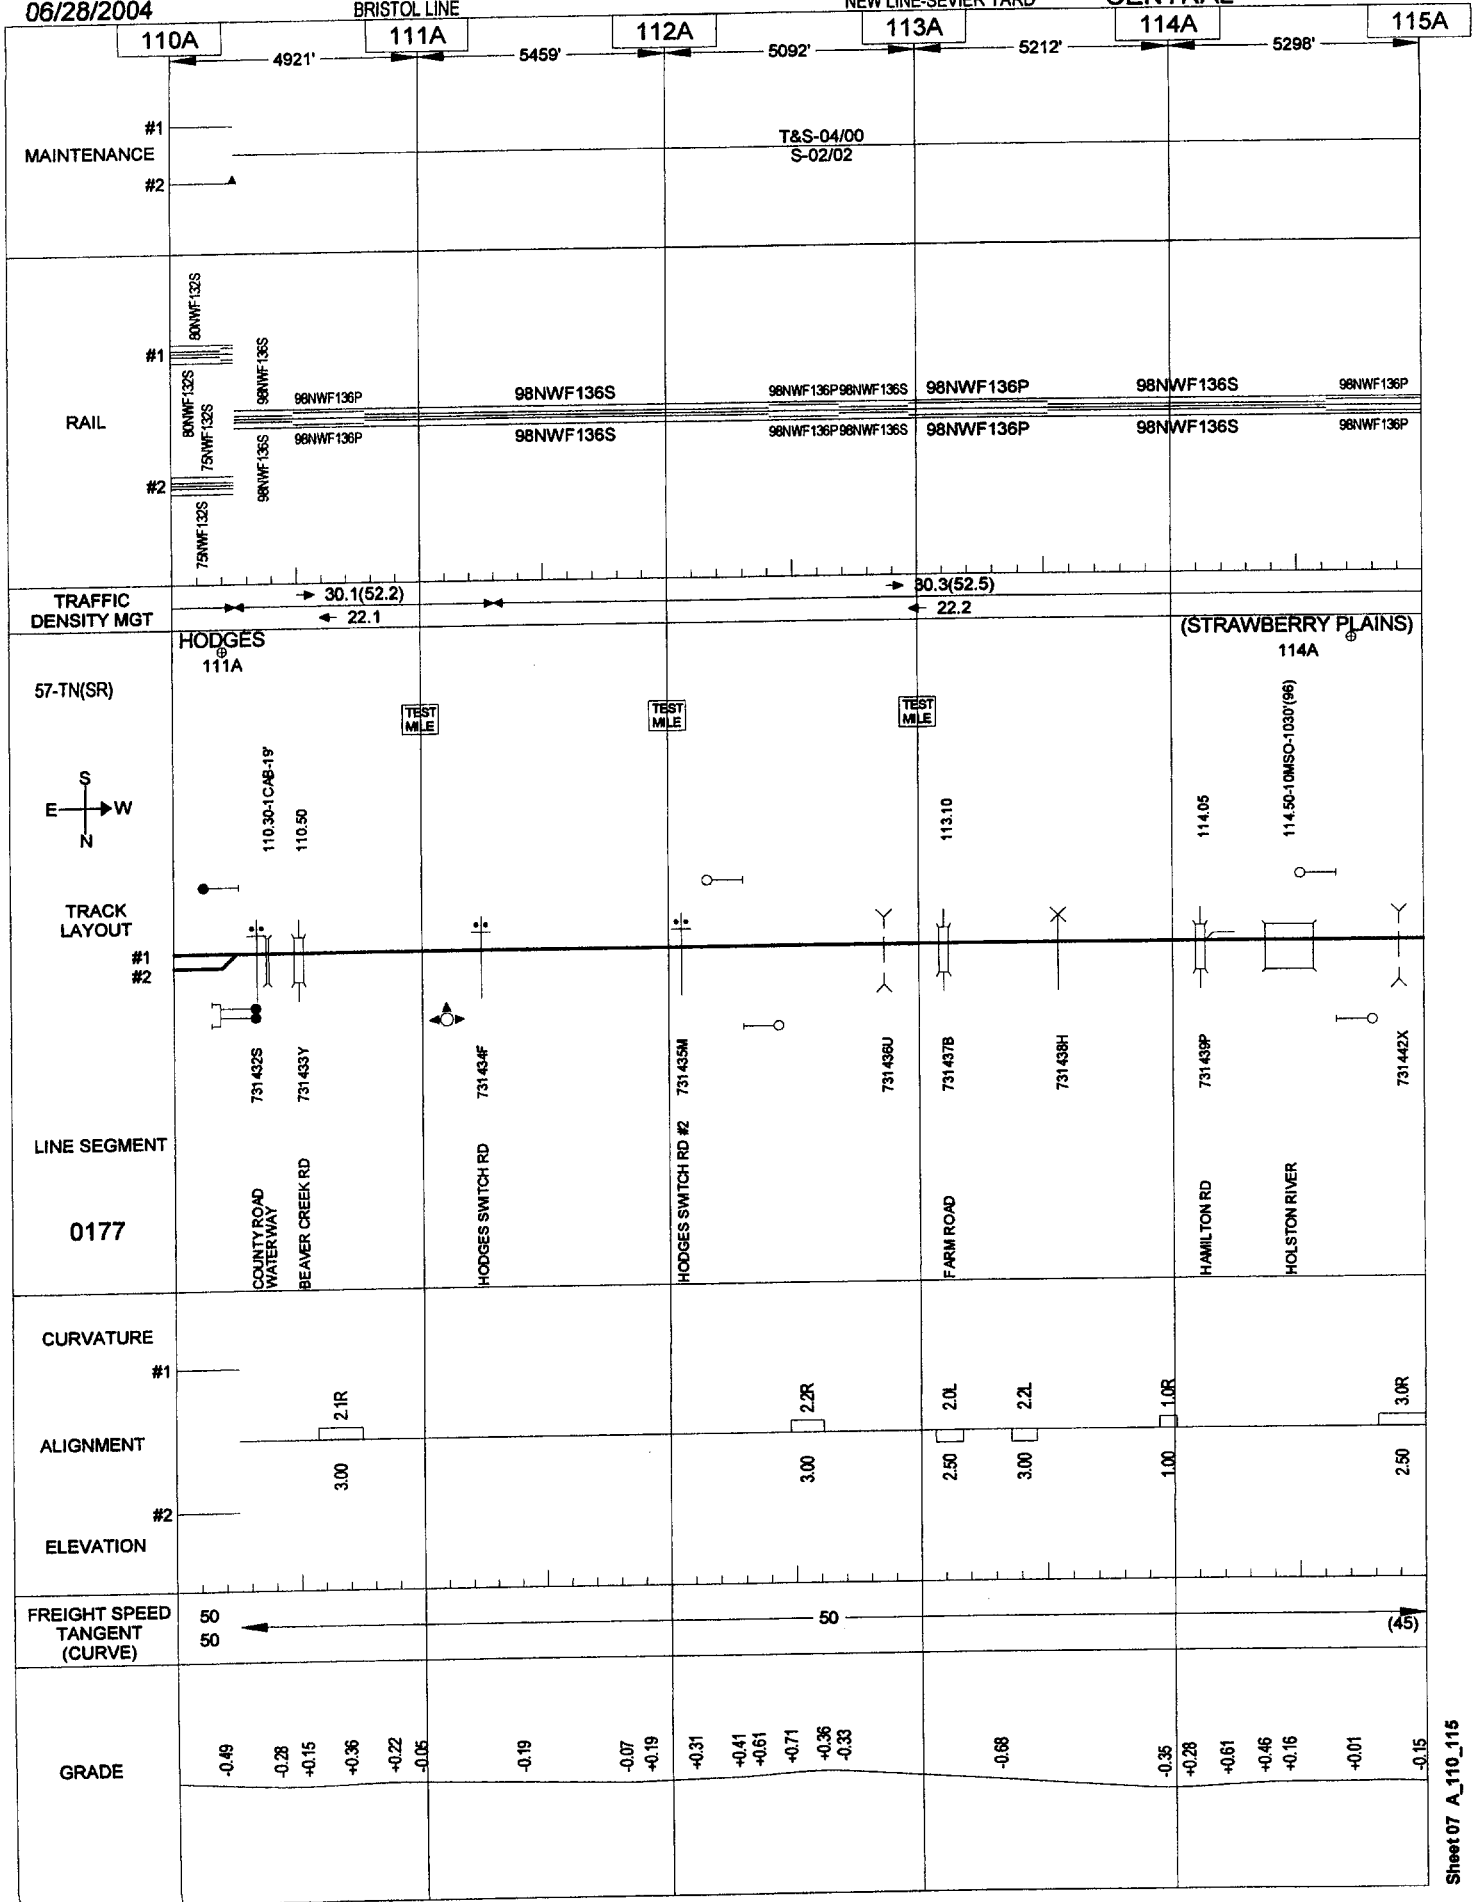 06/28/2004
BRISTOL LINE
NEW LINE-SEVIER YARD
CENTRAL
110A 111A 112A 113A 114A 115A
4921' 5459' 5092' 5212' 5298'
#1
MAINTENANCE
#2
T&S-04/00
S-02/02
RAIL
#1
#2
80NWF132S
80NWF132S
75NWF132S
75NWF132S
98NWF136S
98NWF136S
98NWF136P 98NWF136S 98NWF136P 98NWF136S 98NWF136P 98NWF136S 98NWF136P
98NWF136P 98NWF136S 98NWF136P 98NWF136S 98NWF136P 98NWF136S 98NWF136P
TRAFFIC
DENSITY MGT
30.1(52.2)
22.1
30.3(52.5)
22.2
HODGES
111A
(STRAWBERRY PLAINS)
114A
57-TN(SR)
TEST
MILE
TEST
MILE
TEST
MILE
S
E W
N
110.30-1CAB-19'
110.50
113.10
114.05
114.50-10MSO-1030'(96)
TRACK
LAYOUT
#1
#2
731432S
731433Y
731434F
731435M
731436U
731437B
731438H
731439P
731442X
LINE SEGMENT
0177
COUNTY ROAD
WATERWAY
BEAVER CREEK RD
HODGES SWITCH RD
HODGES SWITCH RD #2
FARM ROAD
HAMILTON RD
HOLSTON RIVER
CURVATURE
#1
ALIGNMENT
#2
ELEVATION
2.1R 2.2R 2.0L 2.2L 1.0R 3.0R
3.00 3.00 2.50 3.00 1.00 2.50
FREIGHT SPEED
TANGENT
(CURVE)
50
50
50
(45)
GRADE
-0.49 -0.28 +0.15 +0.36 +0.22 -0.05 -0.19 -0.07 +0.19 +0.31 +0.41 +0.61 +0.71 +0.36 -0.33 -0.68 -0.35 +0.28 +0.61 +0.46 +0.16 +0.01 -0.15
Sheet 07 A_110_115